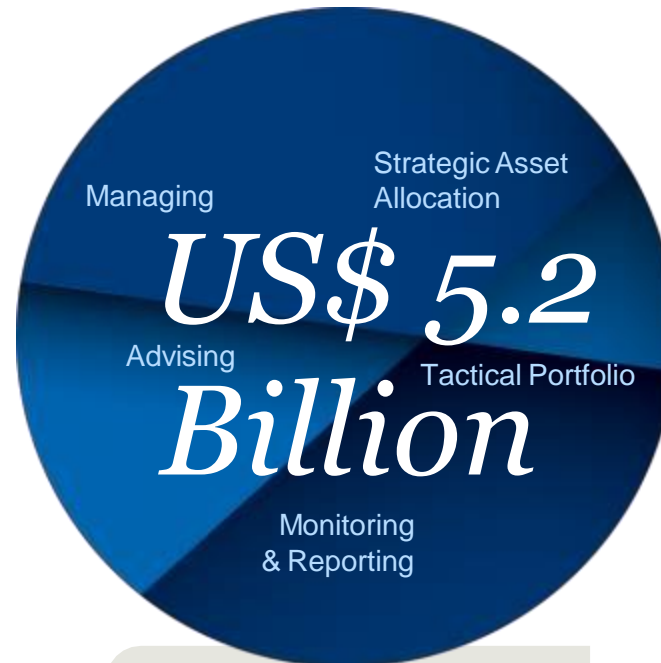 Strategic Asset
Allocation
Managing
US$ 5.2
Advising
Tactical Portfolio
Billion
Monitoring
& Reporting